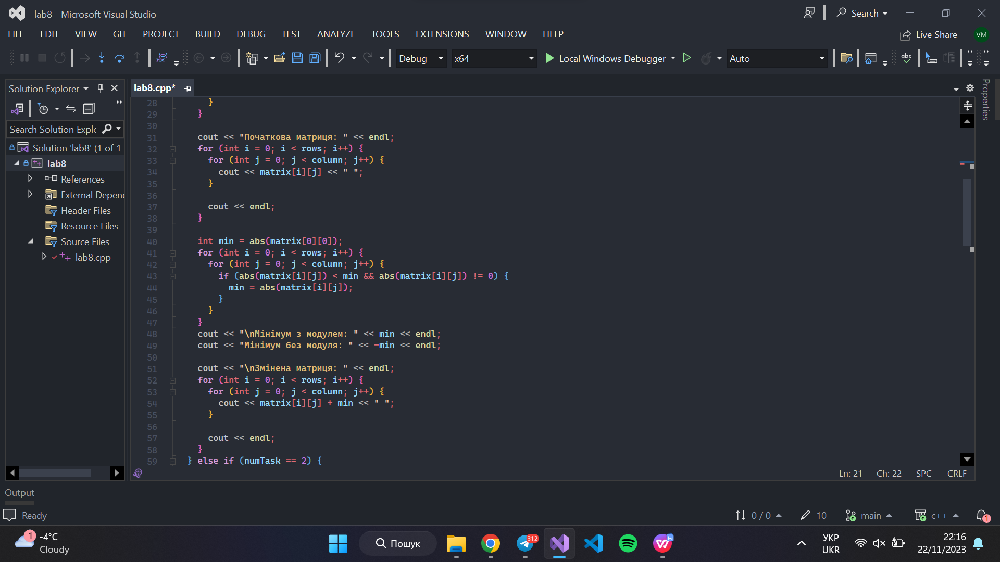 lab8 - Microsoft Visual Studio
Search
FILE EDIT VIEW GIT PROJECT BUILD DEBUG TEST ANALYZE TOOLS EXTENSIONS WINDOW HELP
Live Share
VM
Debug
x64
Local Windows Debugger
Auto
abc
Solution Explorer
lab8.cpp*
Properties
Search Solution Explc
Solution 'lab8' (1 of 1
lab8
References
External Depen
Header Files
Resource Files
Source Files
lab8.cpp
28 }
29 }
30
31 cout << "Початкова матриця: " << endl;
32 for (int i = 0; i < rows; i++) {
33 for (int j = 0; j < column; j++) {
34 cout << matrix[i][j] << " ";
35 }
36
37 cout << endl;
38 }
39
40 int min = abs(matrix[0][0]);
41 for (int i = 0; i < rows; i++) {
42 for (int j = 0; j < column; j++) {
43 if (abs(matrix[i][j]) < min && abs(matrix[i][j]) != 0) {
44 min = abs(matrix[i][j]);
45 }
46 }
47 }
48 cout << "\nМінімум з модулем: " << min << endl;
49 cout << "Мінімум без модуля: " << -min << endl;
50
51 cout << "\nЗмінена матриця: " << endl;
52 for (int i = 0; i < rows; i++) {
53 for (int j = 0; j < column; j++) {
54 cout << matrix[i][j] + min << " ";
55 }
56
57 cout << endl;
58 }
59 } else if (numTask == 2) {
Ln: 21 Ch: 22 SPC CRLF
Output
Ready
0 / 0
10
main
c++
1
1
-4°C
Cloudy
Пошук
312
W
УКР
UKR
22:16
22/11/2023